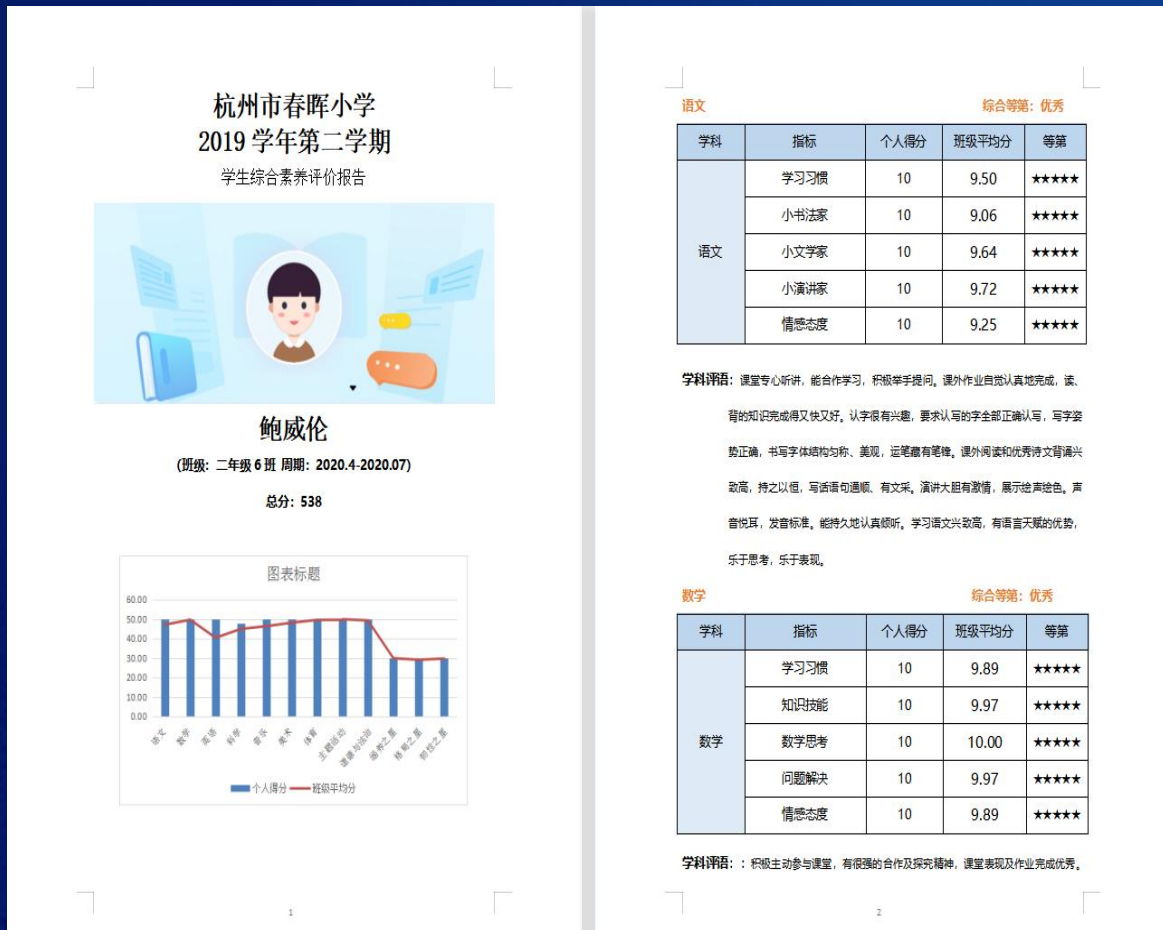 杭州市春晖小学
2019 学年第二学期
学生综合素养评价报告
鲍威伦
(班级: 二年级 6 班 周期: 2020.4-2020.07)
总分: 538
图表标题
60.00
50.00
40.00
30.00
20.00
10.00
0.00
语文 数学 英语 科学 音乐 美术 体育 主题活动 道德与法治
个人得分 班级平均分
1
语文 综合等第: 优秀
学科 指标 个人得分 班级平均分 等第
学习习惯 10 9.50 ★★★★★
小书法家 10 9.06 ★★★★★
语文 小文学家 10 9.64 ★★★★★
小演讲家 10 9.72 ★★★★★
情感态度 10 9.25 ★★★★★
学科评语: 课堂专心听讲, 能合作学习, 积极举手提问。课外作业自觉认真地完成, 读、
背的知识完成得又快又好。认字很有兴趣, 要求认写的字全部正确认写, 写字姿
势正确, 书写字体结构匀称、美观, 运笔藏有笔锋。课外阅读和优秀诗文背诵兴
致高, 持之以恒, 写话语句通顺、有文采。演讲大胆有激情, 展示绘声绘色。声
音悦耳, 发音标准。能持久地认真倾听。学习语文兴致高, 有语言天赋的优势,
乐于思考, 乐于表现。
数学 综合等第: 优秀
学科 指标 个人得分 班级平均分 等第
学习习惯 10 9.89 ★★★★★
知识技能 10 9.97 ★★★★★
数学 数学思考 10 10.00 ★★★★★
问题解决 10 9.97 ★★★★★
情感态度 10 9.89 ★★★★★
学科评语: : 积极主动参与课堂, 有很强的合作及探究精神, 课堂表现及作业完成优秀。
2